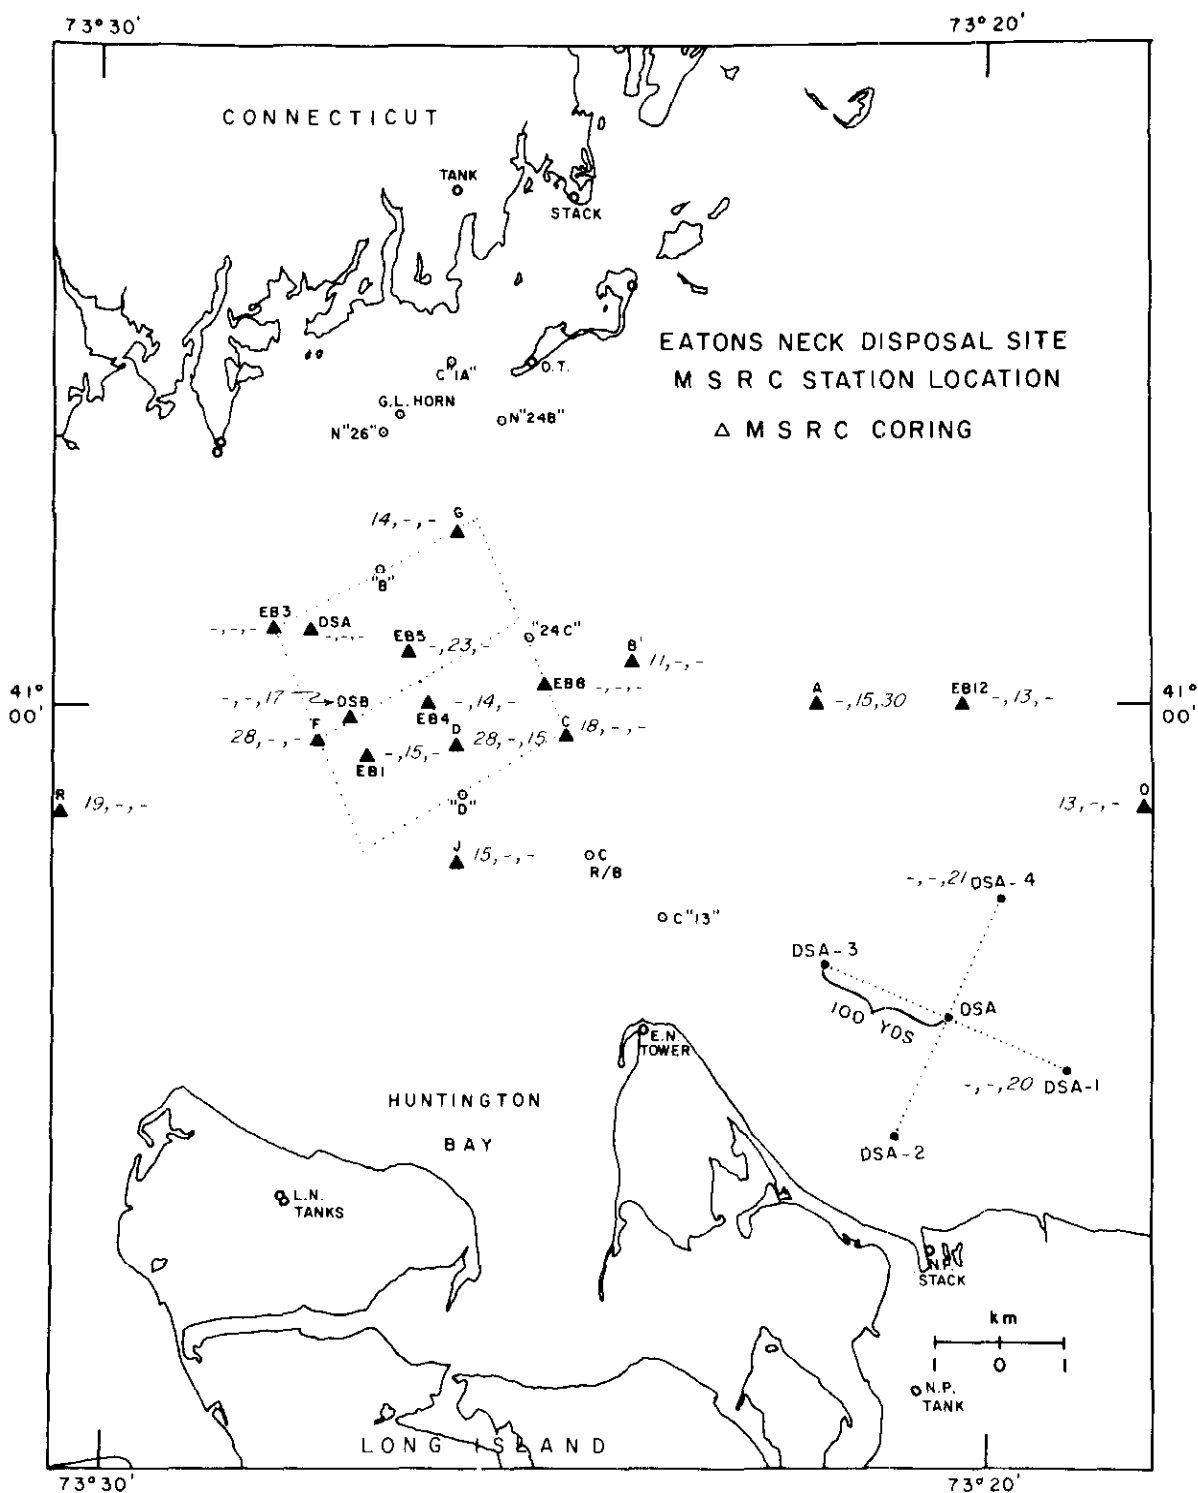 73°30'
73°20'
CONNECTICUT
TANK
STACK
EATONS NECK DISPOSAL SITE
M S R C STATION LOCATION
△ M S R C CORING
O.T.
C"1A"
G.L. HORN
N"24B"
N"26"
G
14,-,-
"B"
EB3
-,-,-
DSA
-,-,-
EB5
-,23,-
"24C"
B'
11,-,-
EB6
-,-,-
41°
00'
-,-,17
DSB
EB4
-,14,-
A
-,15,30
EB12
-,13,-
41°
00'
F
28,-,-
EB1
-,15,-
D
28,-,15
C
18,-,-
R
19,-,-
"D"
O
13,-,-
J
15,-,-
C
R/B
C"13"
-,-,21 DSA-4
DSA-3
100 YDS
DSA
-,-,20 DSA-1
DSA-2
E.N.
TOWER
HUNTINGTON
BAY
L.N.
TANKS
N.P.
STACK
km
1 0 1
N.P.
TANK
LONG ISLAND
73°30'
73°20'